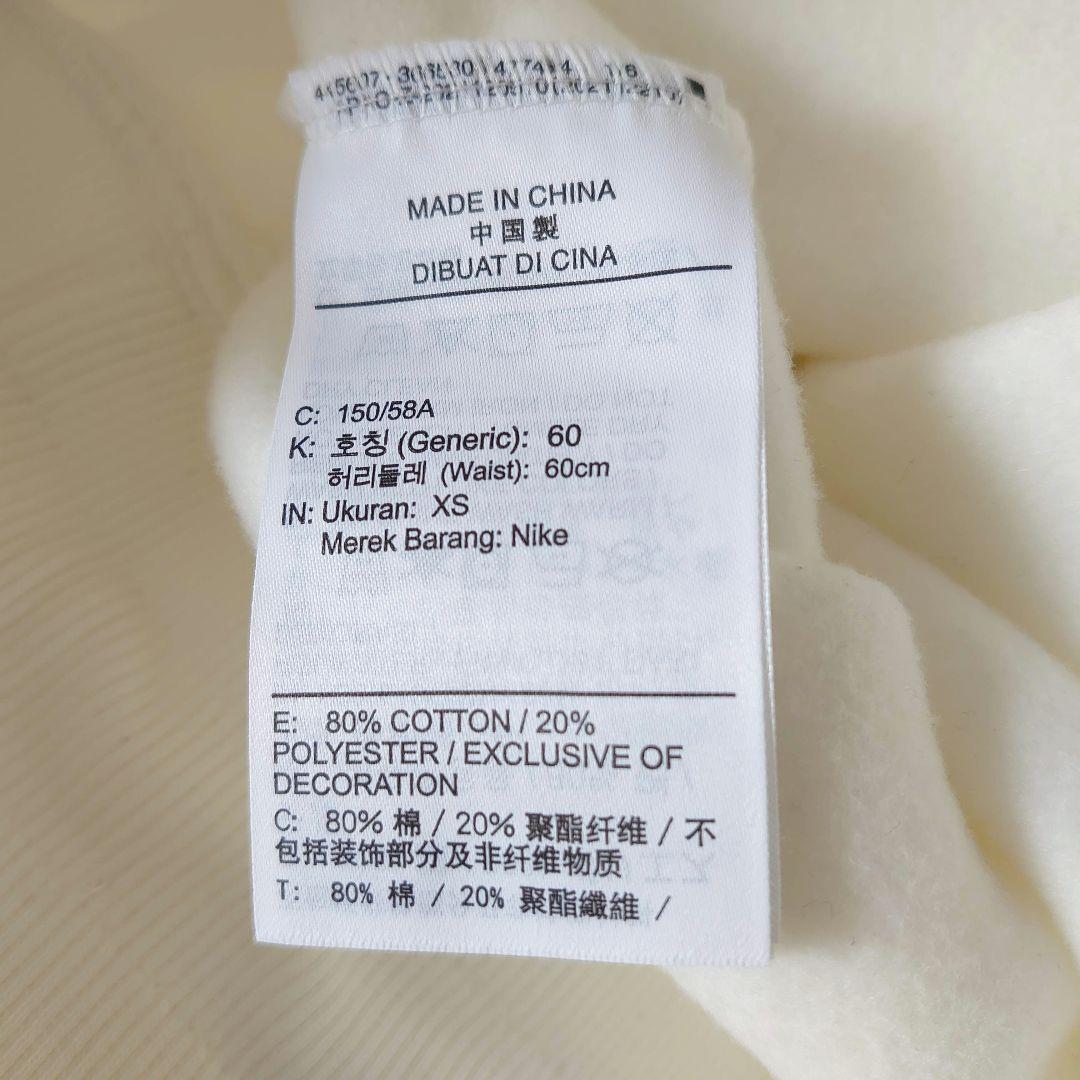 MADE IN CHINA
中国製
DIBUAT DI CINA
C: 150/58A
K: 호칭 (Generic): 60
허리둘레 (Waist): 60cm
IN: Ukuran: XS
Merek Barang: Nike
E: 80% COTTON / 20%
POLYESTER / EXCLUSIVE OF
DECORATION
C: 80% 棉 / 20% 聚酯纤维 / 不
包括装饰部分及非纤维物质
T: 80% 棉 / 20% 聚酯纖維 /